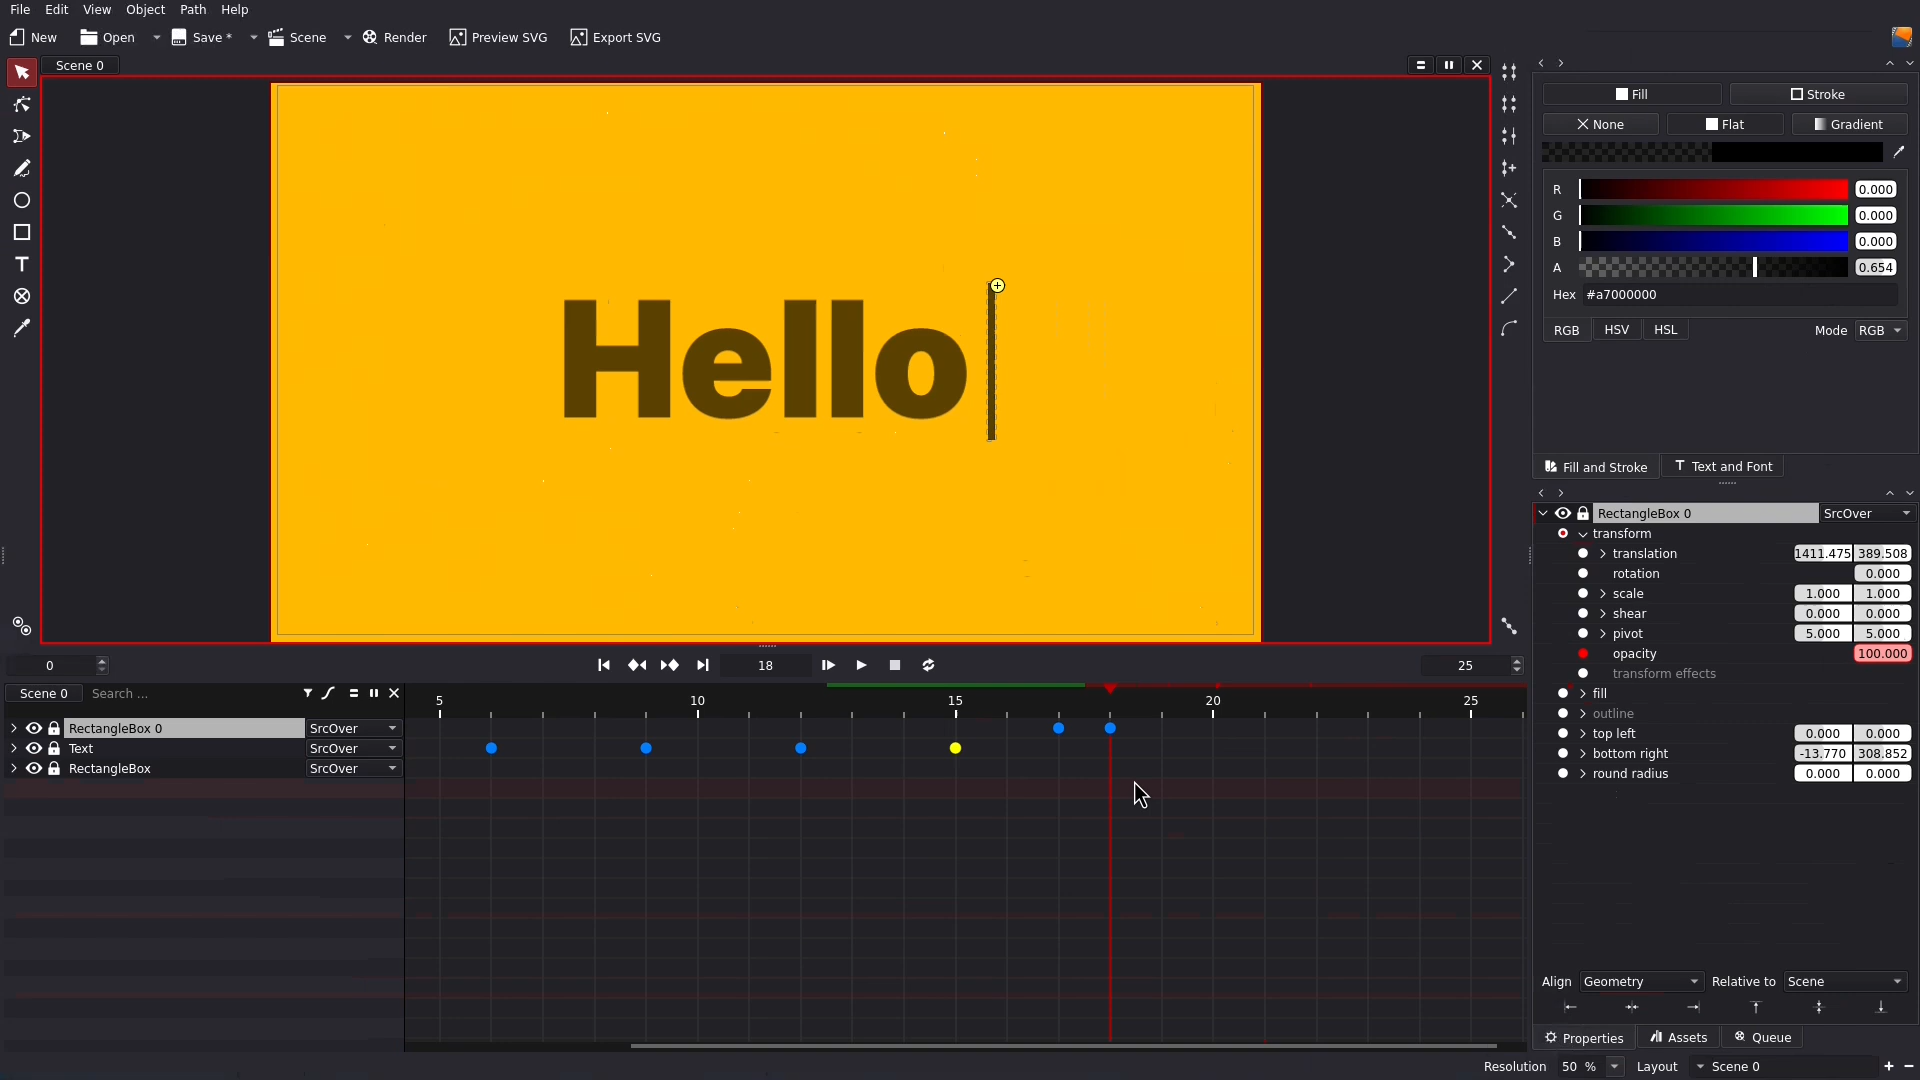 File Edit View Object Path Help
New Open Save * Scene Render Preview SVG Export SVG
Scene 0
Fill Stroke
None Flat Gradient
R 0.000
G 0.000
B 0.000
A 0.654
Hex #a7000000
RGB HSV HSL Mode RGB
Hello
Fill and Stroke Text and Font
RectangleBox 0 SrcOver
transform
translation 1411.475 389.508
rotation 0.000
scale 1.000 1.000
shear 0.000 0.000
pivot 5.000 5.000
opacity 100.000
transform effects
fill
outline
top left 0.000 0.000
bottom right -13.770 308.852
round radius 0.000 0.000
0 18 25
Scene 0 Search ...
5 10 15 20 25
RectangleBox 0 SrcOver
Text SrcOver
RectangleBox SrcOver
Align Geometry Relative to Scene
Properties Assets Queue
Resolution 50 % Layout Scene 0